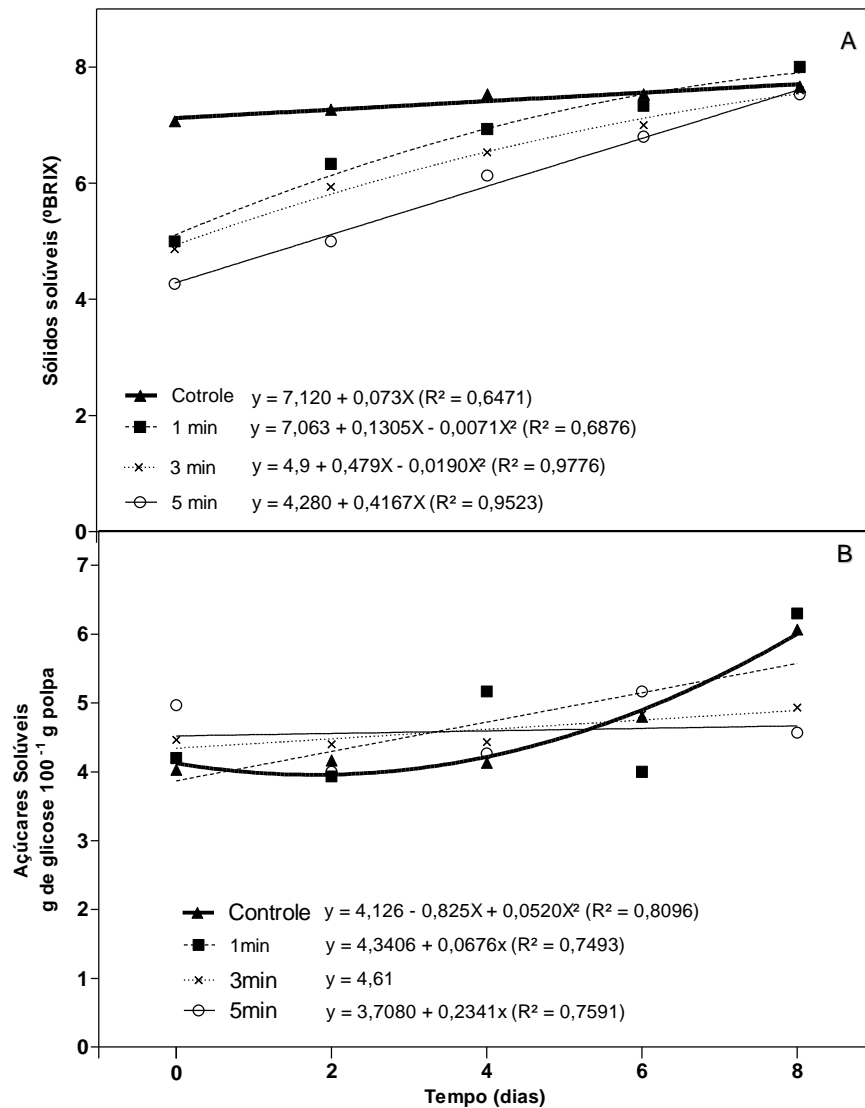 A
8
6
4
2
0
Sólidos solúveis (ºBRIX)
Cotrole y = 7,120 + 0,073X (R² = 0,6471)
1 min y = 7,063 + 0,1305X - 0,0071X² (R² = 0,6876)
3 min y = 4,9 + 0,479X - 0,0190X² (R² = 0,9776)
5 min y = 4,280 + 0,4167X (R² = 0,9523)
B
7
6
5
4
3
2
1
0
Açúcares Solúveis
g de glicose 100⁻¹ g polpa
Controle y = 4,126 - 0,825X + 0,0520X² (R² = 0,8096)
1min y = 4,3406 + 0,0676x (R² = 0,7493)
3min y = 4,61
5min y = 3,7080 + 0,2341x (R² = 0,7591)
0 2 4 6 8
Tempo (dias)